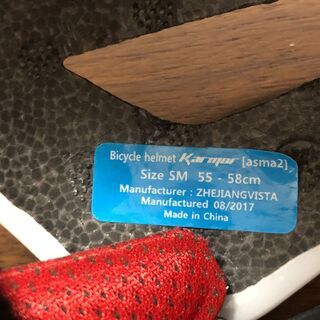 Bicycle helmet Karmor [asma2]
Size SM 55 - 58cm
Manufacturer : ZHEJIANGVISTA
Manufactured 08/2017
Made in China